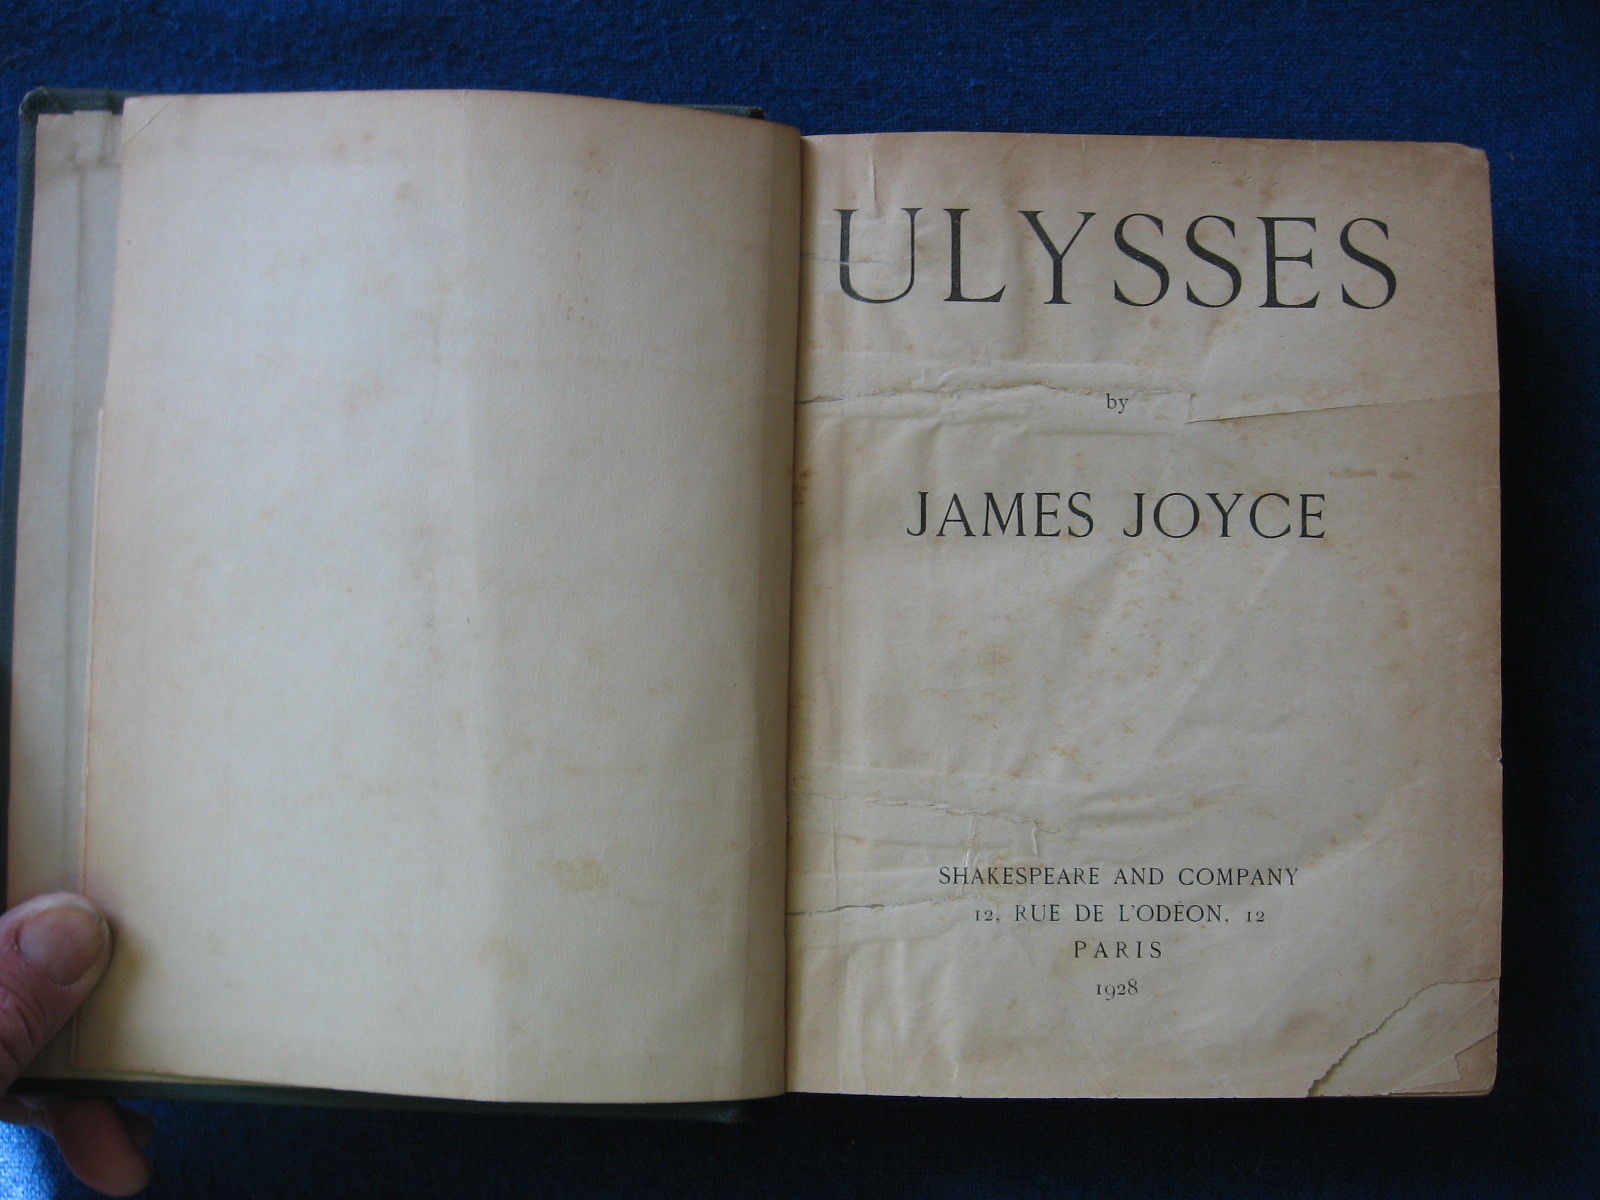 ULYSSES
by
JAMES JOYCE
SHAKESPEARE AND COMPANY
12, RUE DE L'ODÉON, 12
PARIS
1928